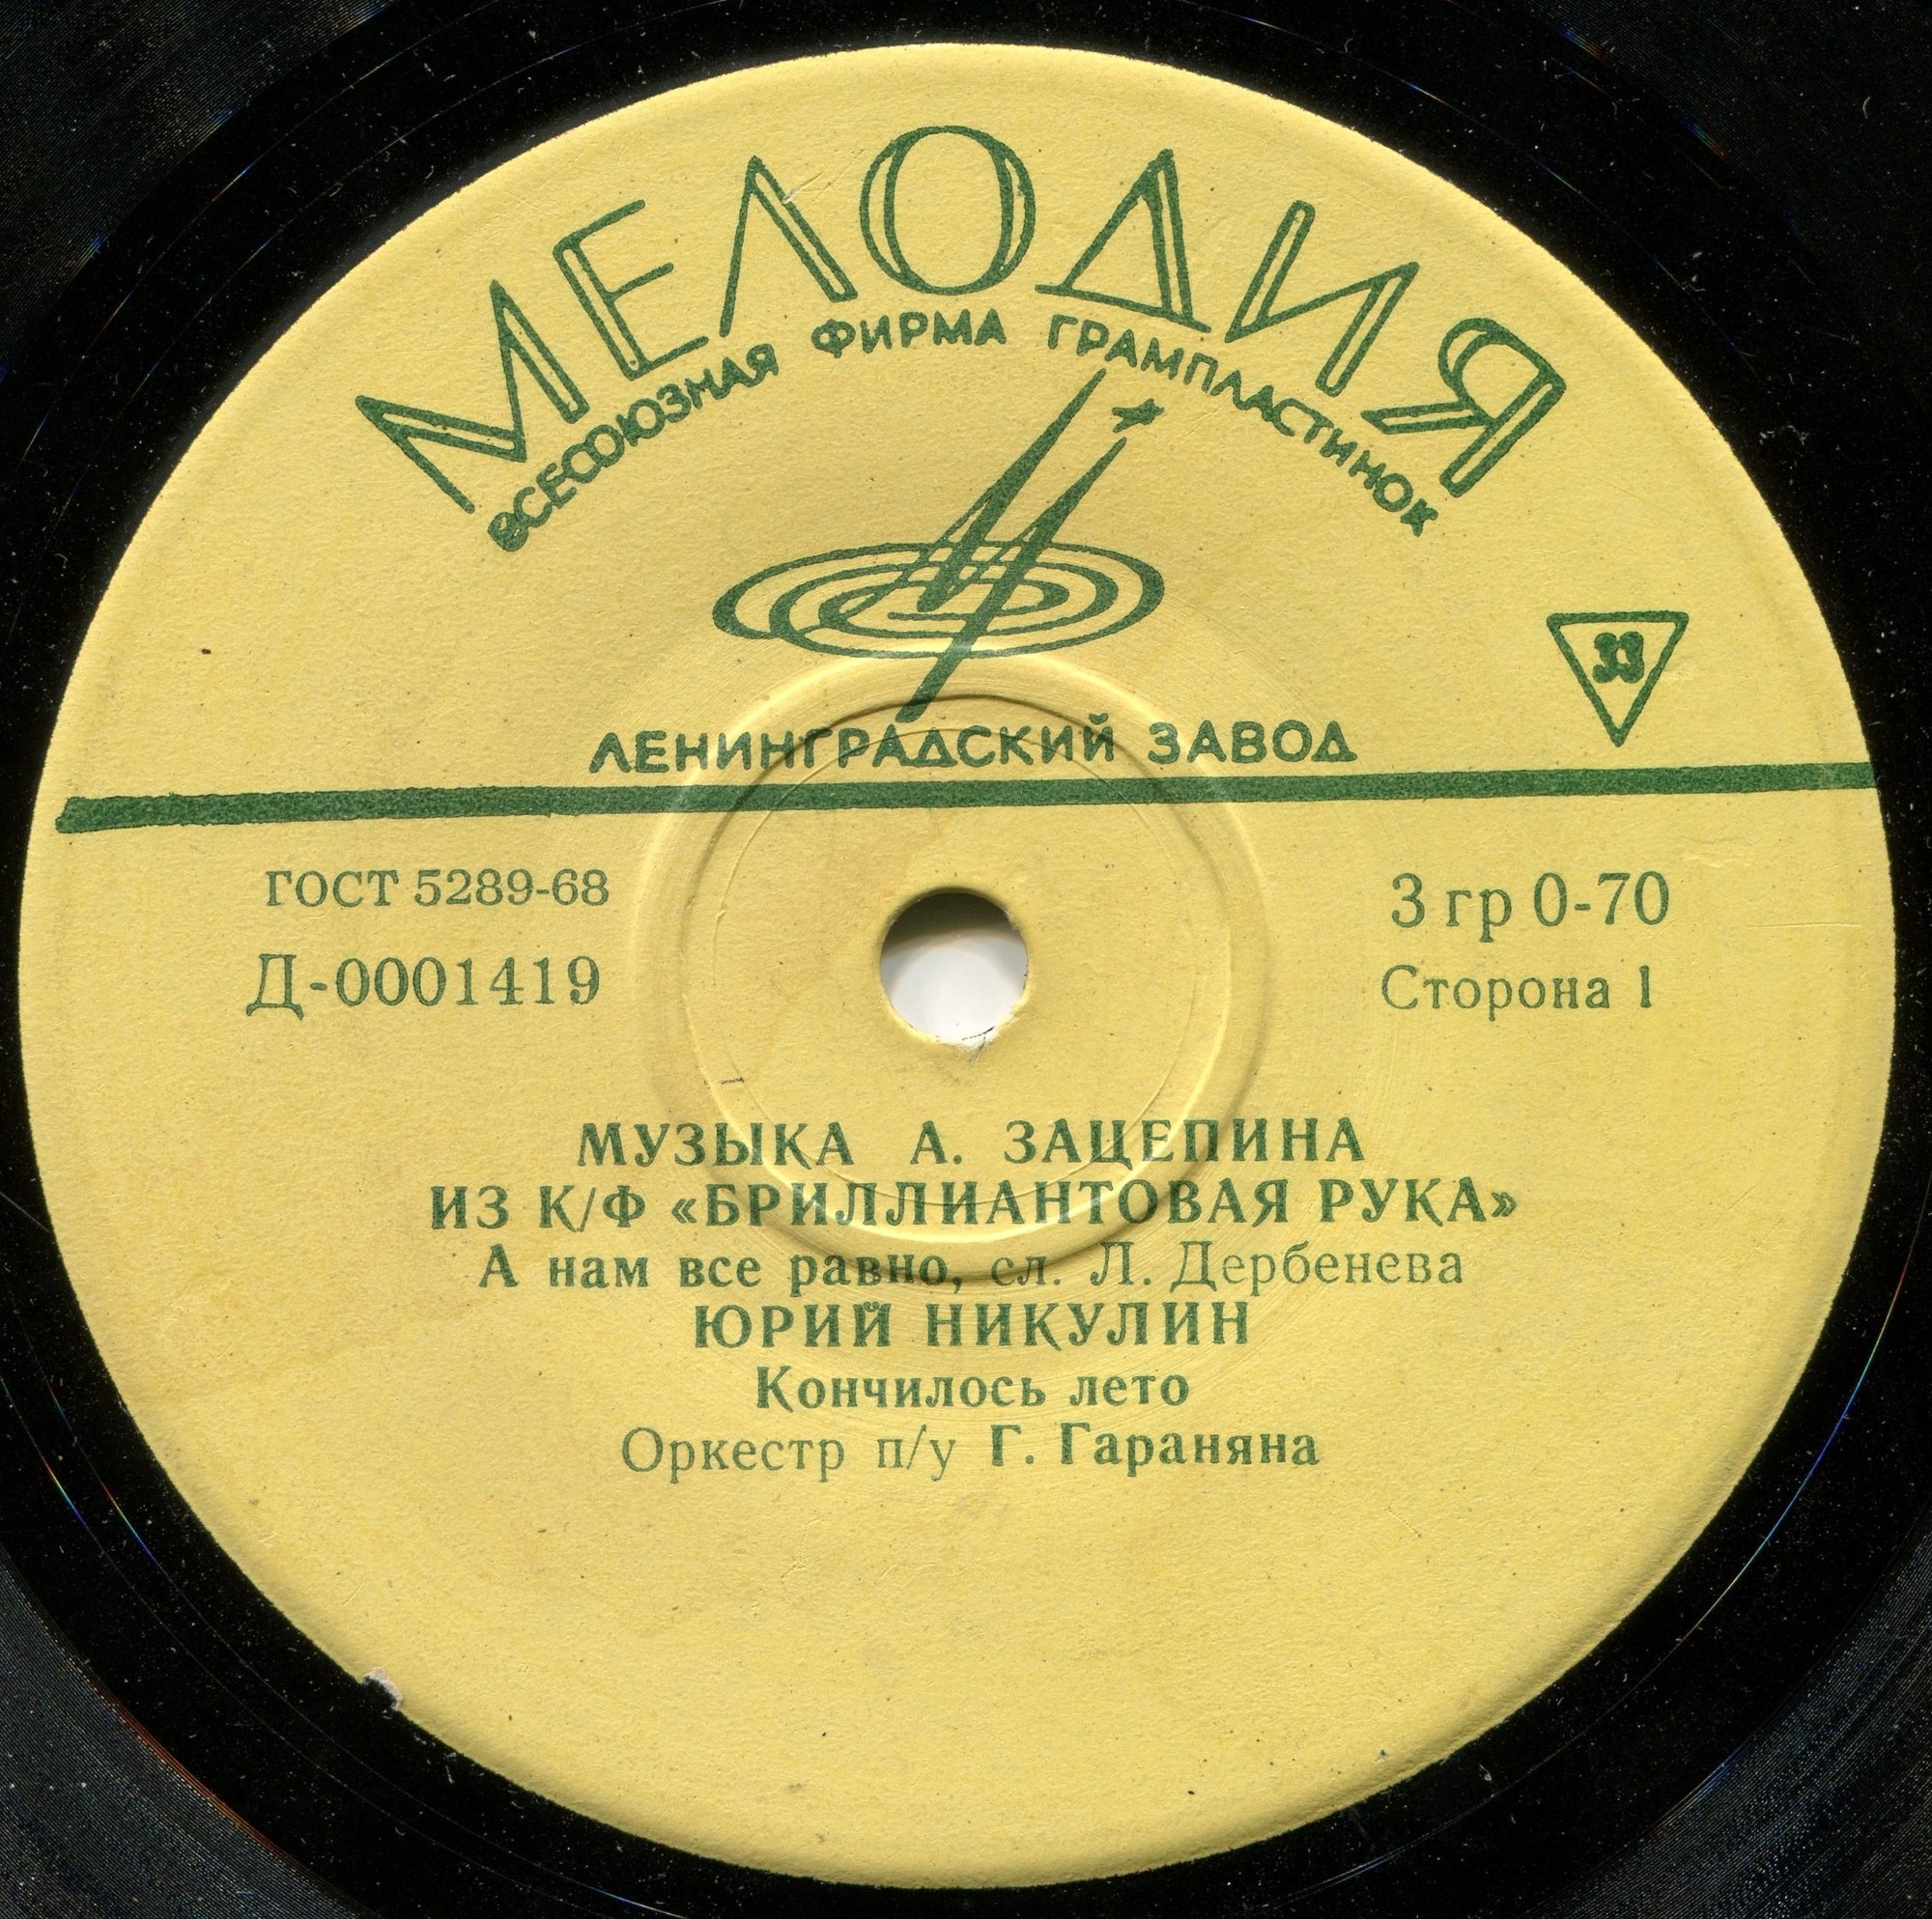 МЕЛОДИЯ
ВСЕСОЮЗНАЯ ФИРМА ГРАМПЛАСТИНОК
33
ЛЕНИНГРАДСКИЙ ЗАВОД
ГОСТ 5289-68
3 гр 0-70
Д-0001419
Сторона 1
МУЗЫКА А. ЗАЦЕПИНА
ИЗ К/Ф «БРИЛЛИАНТОВАЯ РУКА»
А нам все равно, сл. Л. Дербенева
ЮРИЙ НИКУЛИН
Кончилось лето
Оркестр п/у Г. Гараняна